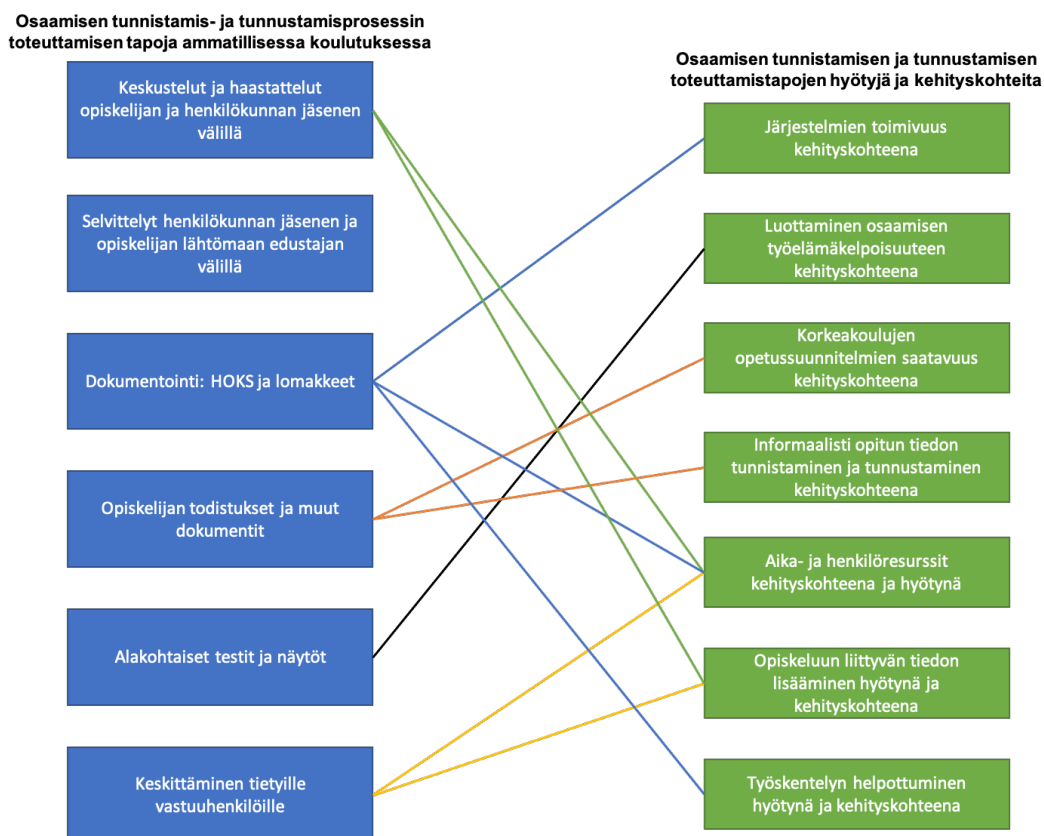 Osaamisen tunnistamis- ja tunnustamisprosessin
toteuttamisen tapoja ammatillisessa koulutuksessa
Keskustelut ja haastattelut
opiskelijan ja henkilökunnan jäsenen
välillä
Selvittelyt henkilökunnan jäsenen ja
opiskelijan lähtömaan edustajan
välillä
Dokumentointi: HOKS ja lomakkeet
Opiskelijan todistukset ja muut
dokumentit
Alakohtaiset testit ja näytöt
Keskittäminen tietyille
vastuuhenkilöille
Osaamisen tunnistamisen ja tunnustamisen
toteuttamistapojen hyötyjä ja kehityskohteita
Järjestelmien toimivuus
kehityskohteena
Luottaminen osaamisen
työelämäkelpoisuuteen
kehityskohteena
Korkeakoulujen
opetussuunnitelmien saatavuus
kehityskohteena
Informaalisti opitun tiedon
tunnistaminen ja tunnustaminen
kehityskohteena
Aika- ja henkilöresurssit
kehityskohteena ja hyötynä
Opiskeluun liittyvän tiedon
lisääminen hyötynä ja
kehityskohteena
Työskentelyn helpottuminen
hyötynä ja kehityskohteena